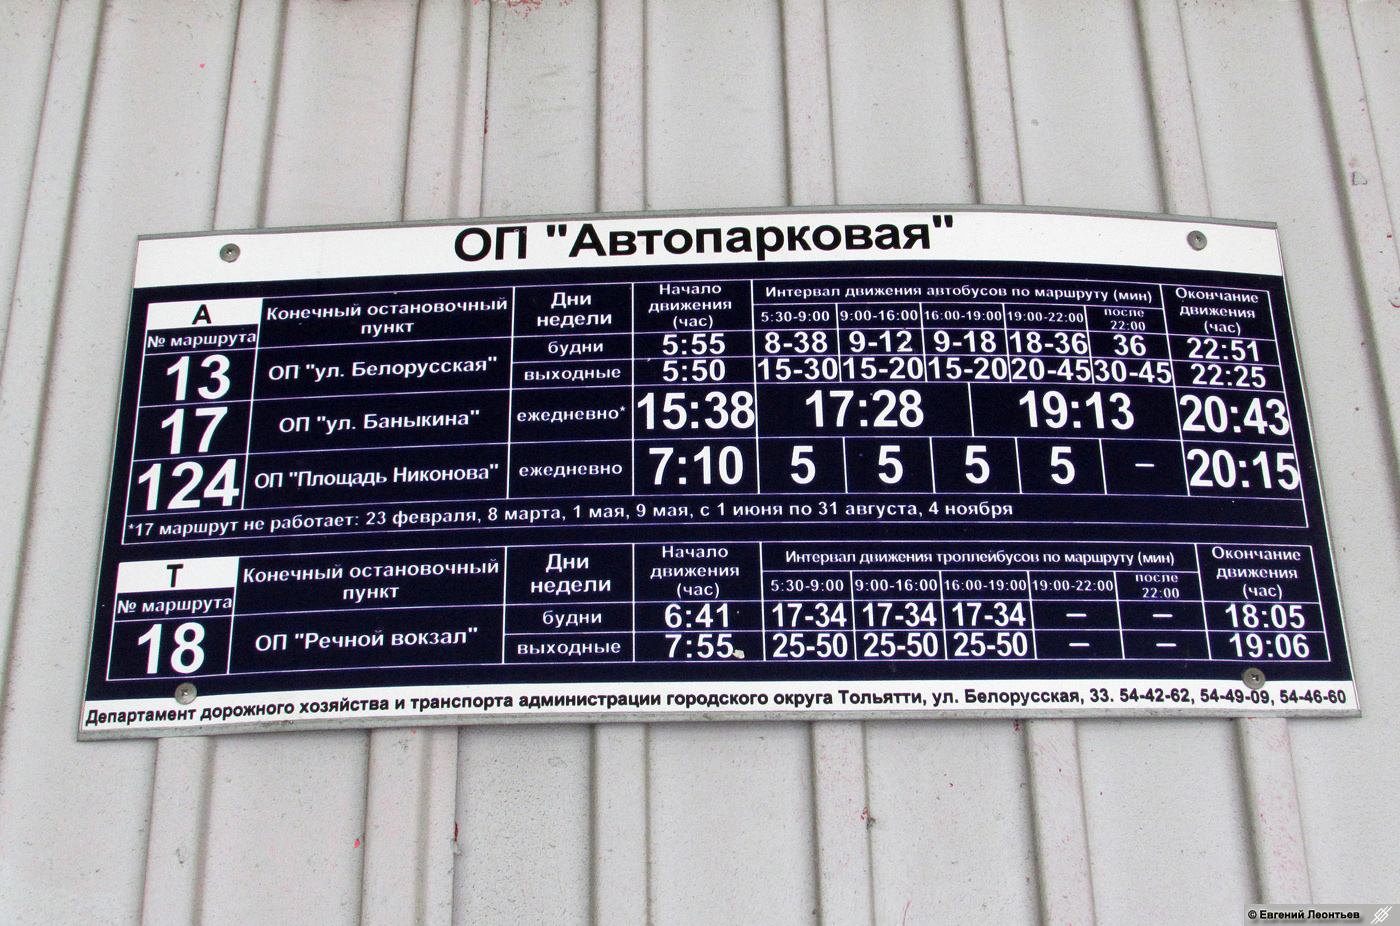 ОП "Автопарковая"
А
№ маршрута
Конечный остановочный пункт
Дни недели
Начало движения (час)
Интервал движения автобусов по маршруту (мин)
5:30-9:00 9:00-16:00 16:00-19:00 19:00-22:00 после 22:00
Окончание движения (час)
13 ОП "ул. Белорусская" будни 5:55 8-38 9-12 9-18 18-36 36 22:51
выходные 5:50 15-30 15-20 15-20 20-45 30-45 22:25
17 ОП "ул. Баныкина" ежедневно* 15:38 17:28 19:13 20:43
124 ОП "Площадь Никонова" ежедневно 7:10 5 5 5 5 – 20:15
*17 маршрут не работает: 23 февраля, 8 марта, 1 мая, 9 мая, с 1 июня по 31 августа, 4 ноября
Т
№ маршрута
Конечный остановочный пункт
Дни недели
Начало движения (час)
Интервал движения троллейбусов по маршруту (мин)
5:30-9:00 9:00-16:00 16:00-19:00 19:00-22:00 после 22:00
Окончание движения (час)
18 ОП "Речной вокзал" будни 6:41 17-34 17-34 17-34 – – 18:05
выходные 7:55 25-50 25-50 25-50 – – 19:06
Департамент дорожного хозяйства и транспорта администрации городского округа Тольятти, ул. Белорусская, 33. 54-42-62, 54-49-09, 54-46-60
© Евгений Леонтьев